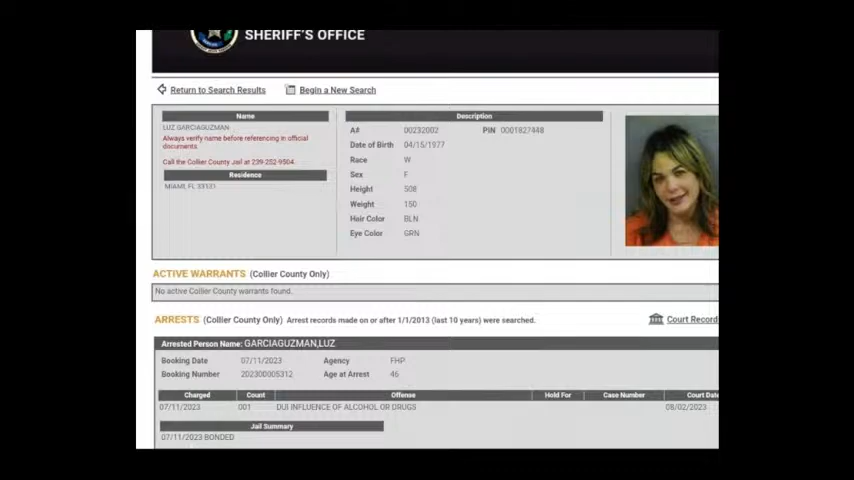 SHERIFF'S OFFICE
Return to Search Results Begin a New Search
Name
LUZ GARCIAGUZMAN
Always verify name before referencing in official
documents.
Call the Collier County Jail at 239-252-9504.
Residence
MIAMI, FL 33131
Description
A# 00232002 PIN 0001827448
Date of Birth 04/15/1977
Race W
Sex F
Height 508
Weight 150
Hair Color BLN
Eye Color GRN
ACTIVE WARRANTS (Collier County Only)
No active Collier County warrants found.
ARRESTS (Collier County Only) Arrest records made on or after 1/1/2013 (last 10 years) were searched.
Court Record
Arrested Person Name: GARCIAGUZMAN,LUZ
Booking Date 07/11/2023 Agency FHP
Booking Number 202300005312 Age at Arrest 46
Charged Count Offense Hold For Case Number Court Date
07/11/2023 001 DUI INFLUENCE OF ALCOHOL OR DRUGS 08/02/2023
Jail Summary
07/11/2023 BONDED